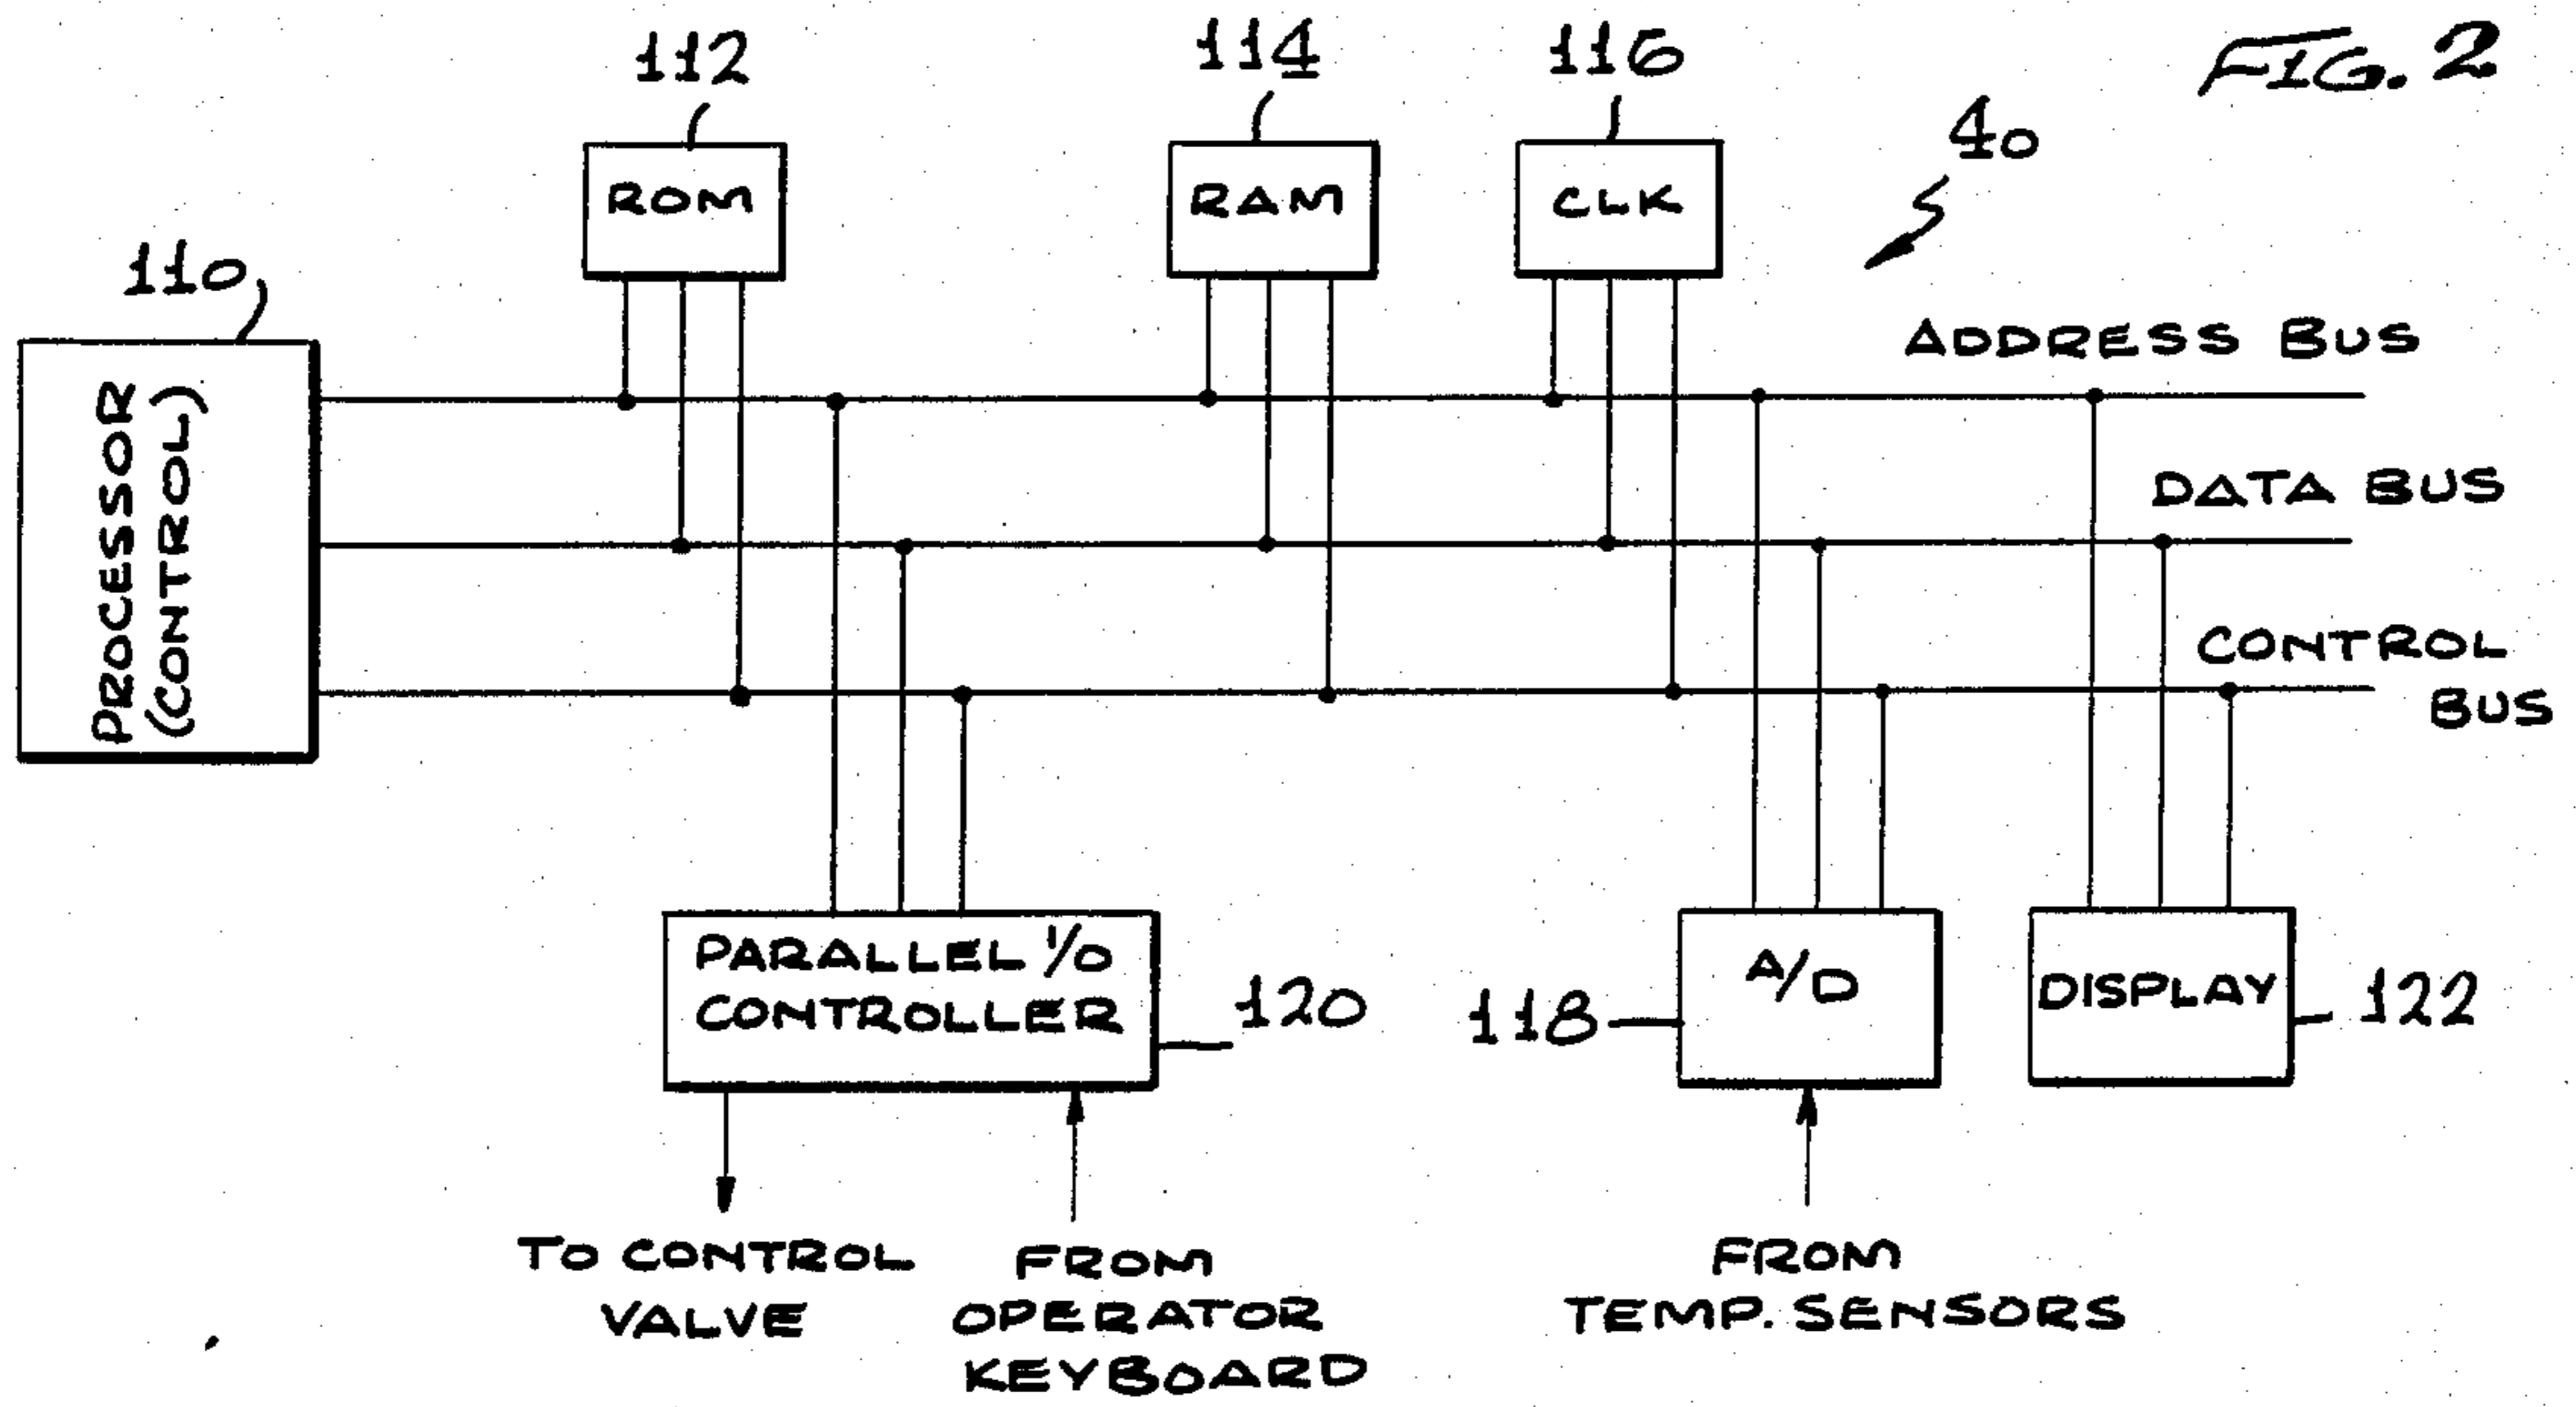 FIG. 2
112
114
116
40
ROM
RAM
CLK
110
PROCESSOR
(CONTROL)
ADDRESS BUS
DATA BUS
CONTROL
BUS
PARALLEL I/O
CONTROLLER
120
118
A/D
DISPLAY
122
TO CONTROL
VALVE
FROM
OPERATOR
KEYBOARD
FROM
TEMP. SENSORS